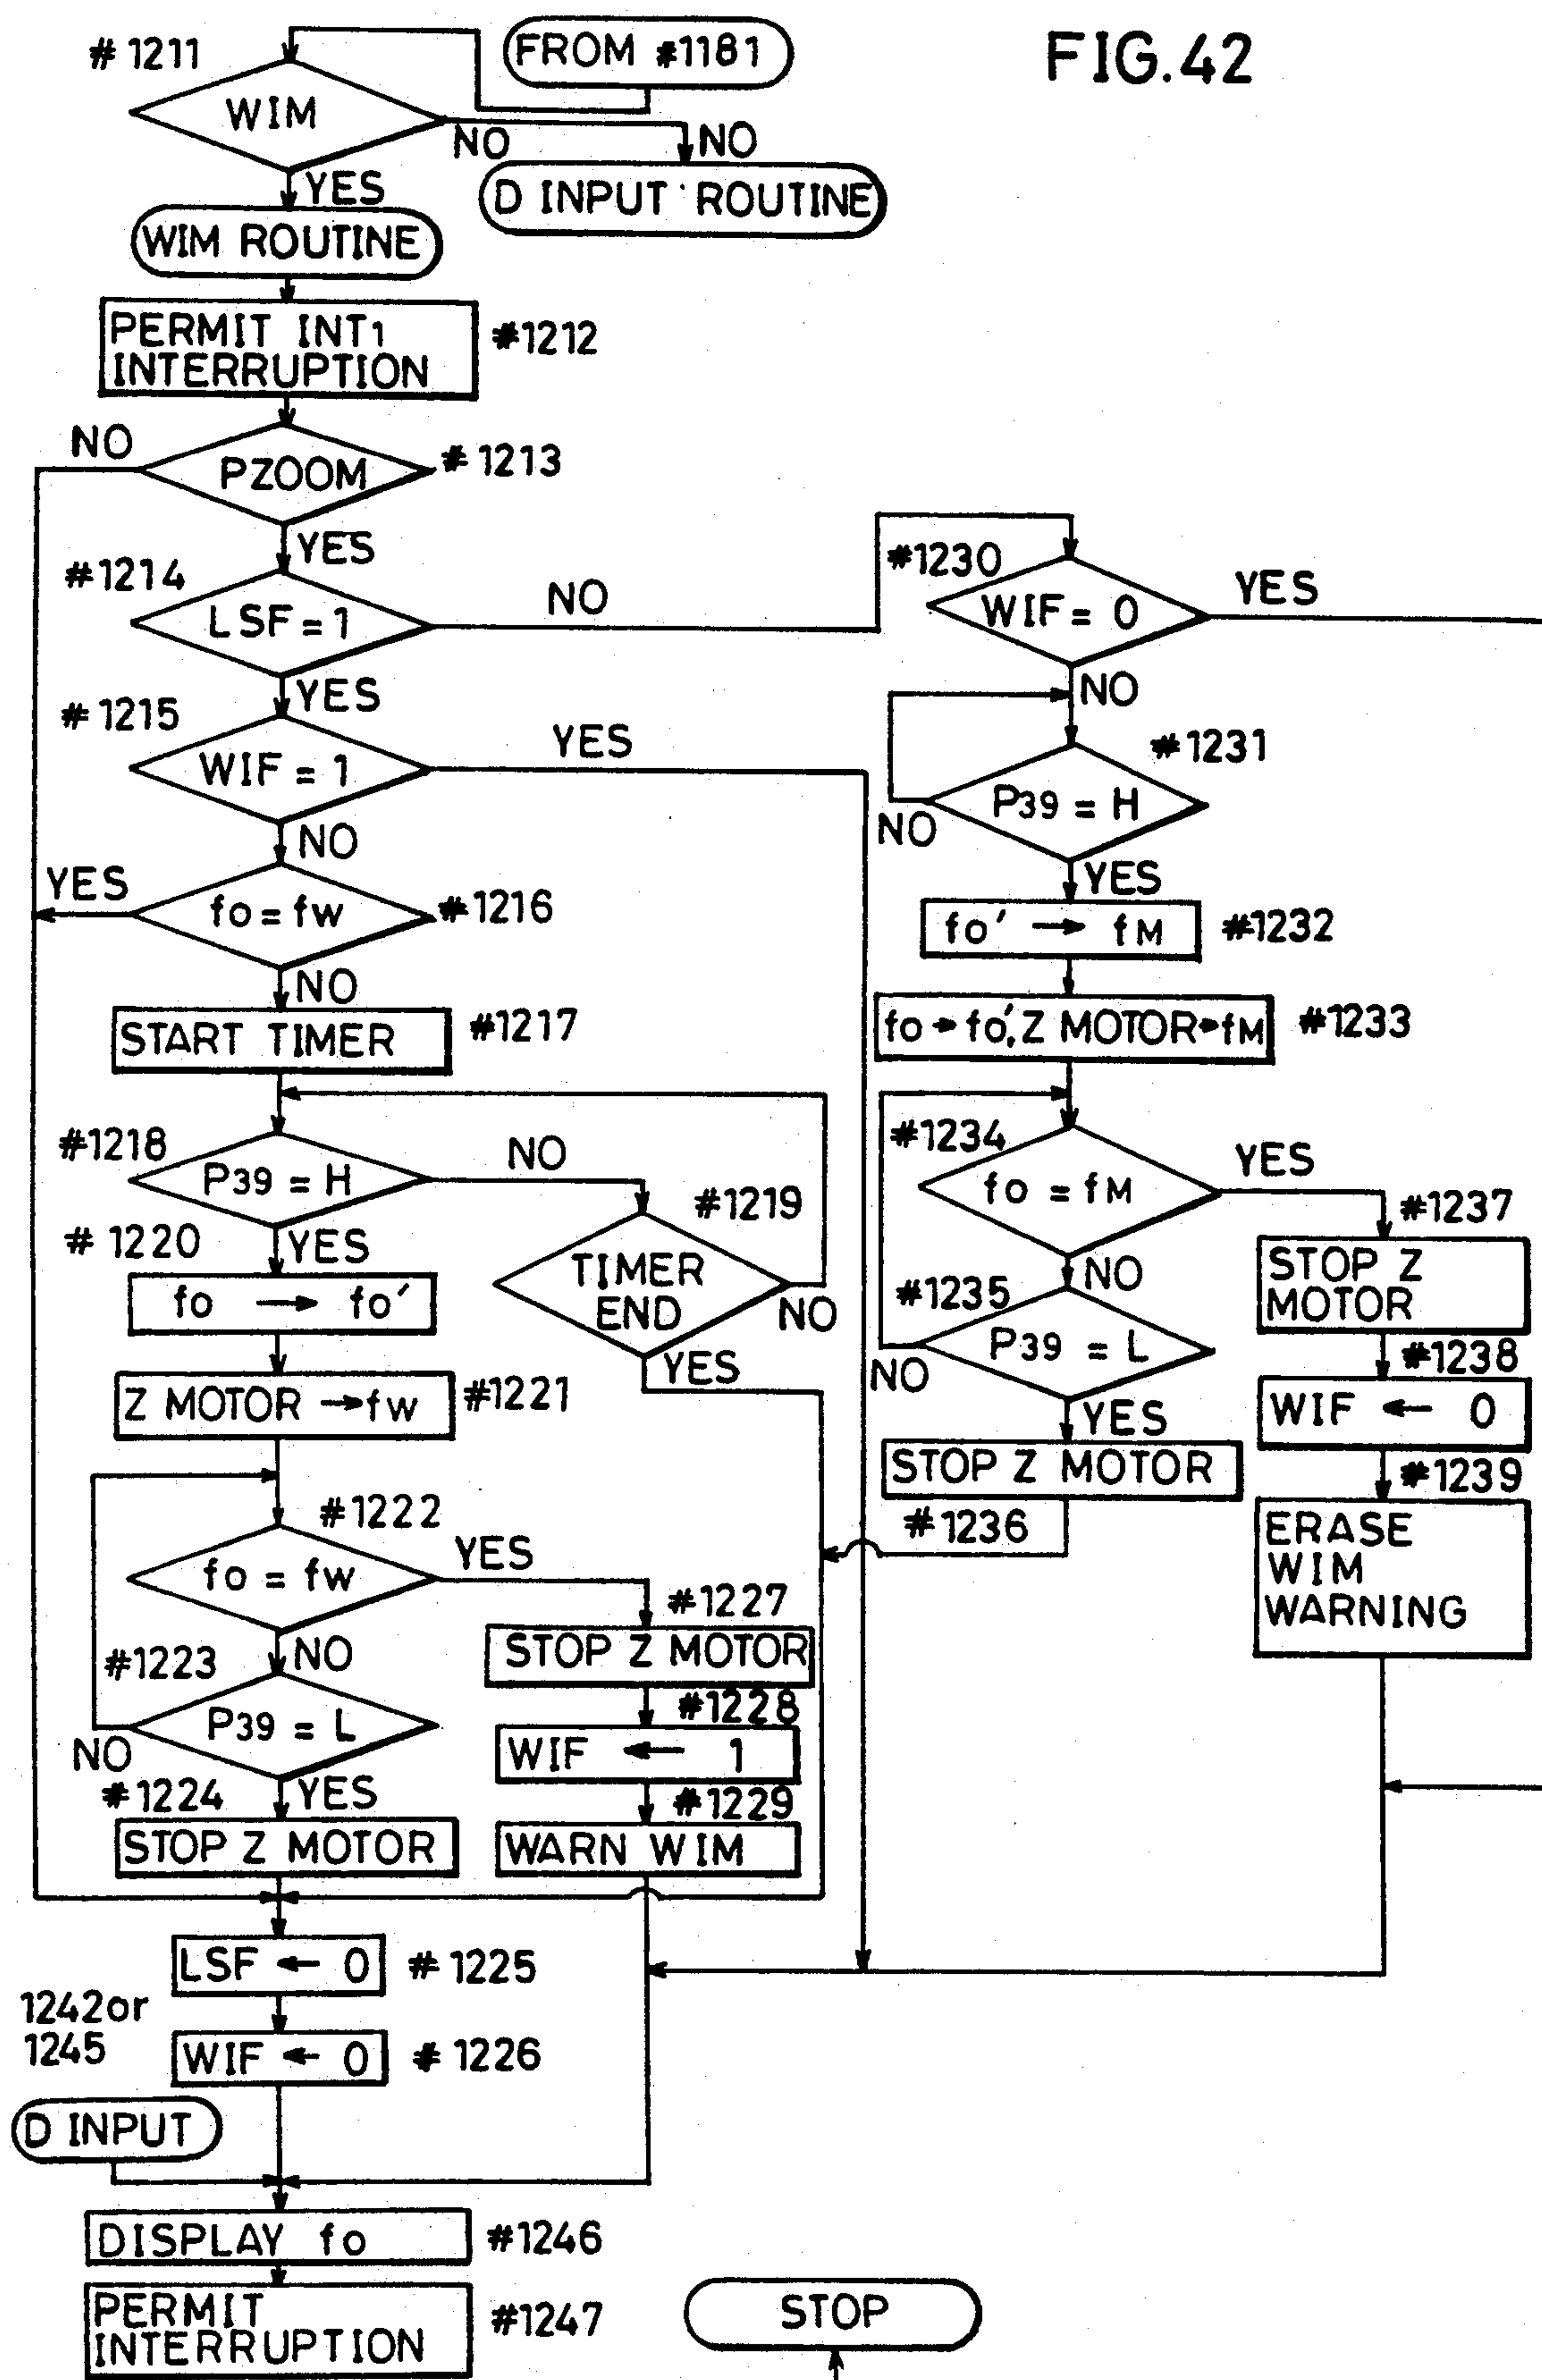 FIG.42
FROM #1181
#1211
WIM
NO
NO
YES
D INPUT ROUTINE
WIM ROUTINE
PERMIT INT1
INTERRUPTION
#1212
NO
PZOOM
#1213
YES
#1214
LSF = 1
NO
YES
#1215
WIF = 1
YES
NO
YES
fo = fw
#1216
NO
START TIMER
#1217
#1218
P39 = H
NO
#1219
TIMER
END
NO
YES
#1220
YES
fo → fo'
Z MOTOR → fw
#1221
#1222
fo = fw
YES
NO
#1223
P39 = L
NO
YES
#1224
STOP Z MOTOR
#1227
STOP Z MOTOR
#1228
WIF ← 1
#1229
WARN WIM
LSF ← 0
#1225
1242or
1245
WIF ← 0
#1226
D INPUT
DISPLAY fo
#1246
PERMIT
INTERRUPTION
#1247
#1230
WIF = 0
YES
NO
#1231
P39 = H
NO
YES
fo' → fM
#1232
fo → fo', Z MOTOR → fM
#1233
#1234
fo = fM
YES
NO
#1235
P39 = L
NO
YES
STOP Z MOTOR
#1236
#1237
STOP Z
MOTOR
#1238
WIF ← 0
#1239
ERASE
WIM
WARNING
STOP